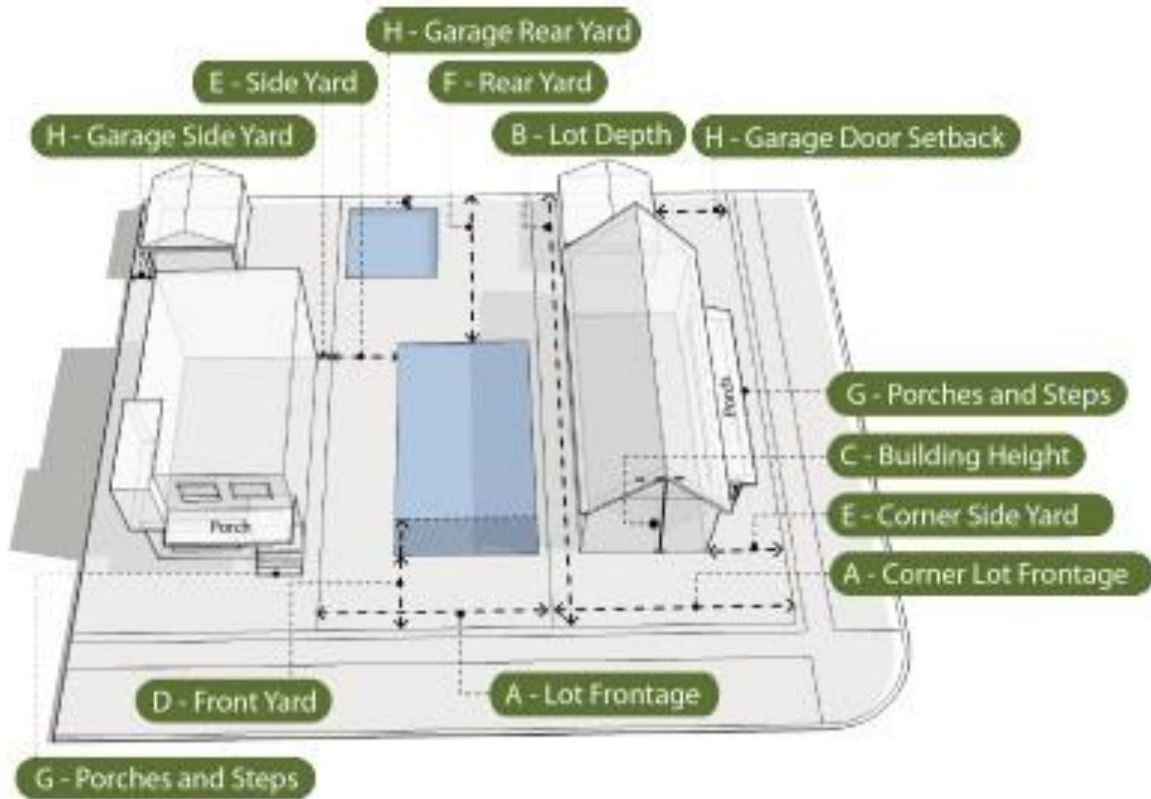 H - Garage Rear Yard
E - Side Yard
F - Rear Yard
H - Garage Side Yard
B - Lot Depth
H - Garage Door Setback
Porch
G - Porches and Steps
C - Building Height
Porch
E - Corner Side Yard
A - Corner Lot Frontage
D - Front Yard
A - Lot Frontage
G - Porches and Steps